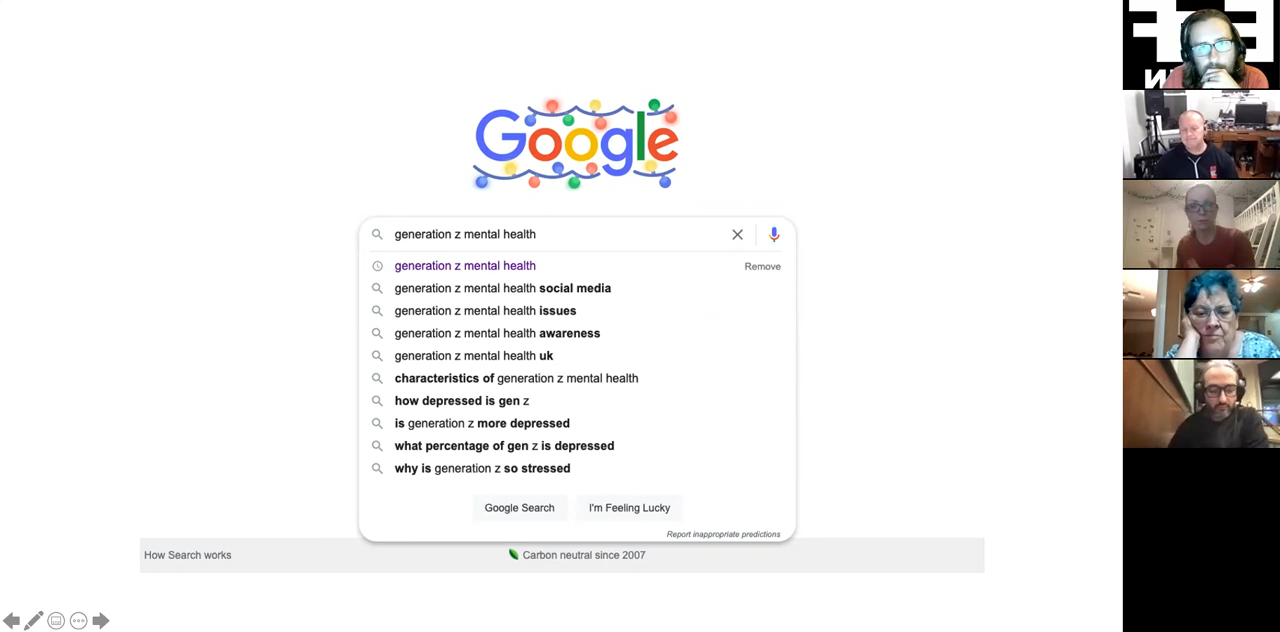 Google
generation z mental health
generation z mental health Remove
generation z mental health social media
generation z mental health issues
generation z mental health awareness
generation z mental health uk
characteristics of generation z mental health
how depressed is gen z
is generation z more depressed
what percentage of gen z is depressed
why is generation z so stressed
Google Search I'm Feeling Lucky
Report inappropriate predictions
How Search works Carbon neutral since 2007